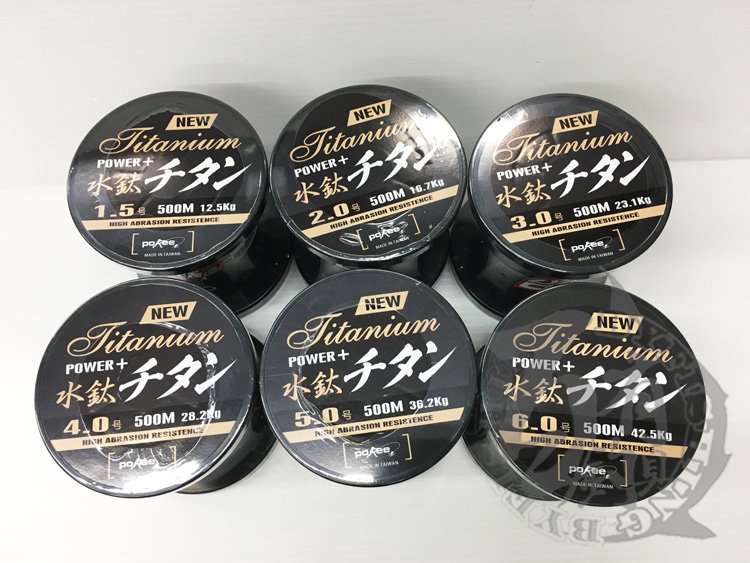 NEW
Titanium
POWER+
水鈦チタン
1.5号 500M 12.5Kg
HIGH ABRASION RESISTENCE
pokee
MADE IN TAIWAN
NEW
Titanium
POWER+
水鈦チタン
2.0号 500M 16.7Kg
HIGH ABRASION RESISTENCE
pokee
MADE IN TAIWAN
NEW
Titanium
POWER+
水鈦チタン
3.0号 500M 23.1Kg
HIGH ABRASION RESISTENCE
pokee
MADE IN TAIWAN
NEW
Titanium
POWER+
水鈦チタン
4.0号 500M 28.2Kg
HIGH ABRASION RESISTENCE
pokee
MADE IN TAIWAN
NEW
Titanium
POWER+
水鈦チタン
5.0号 500M 36.2Kg
HIGH ABRASION RESISTENCE
pokee
MADE IN TAIWAN
NEW
Titanium
POWER+
水鈦チタン
6.0号 500M 42.5Kg
HIGH ABRASION RESISTENCE
pokee
MADE IN TAIWAN